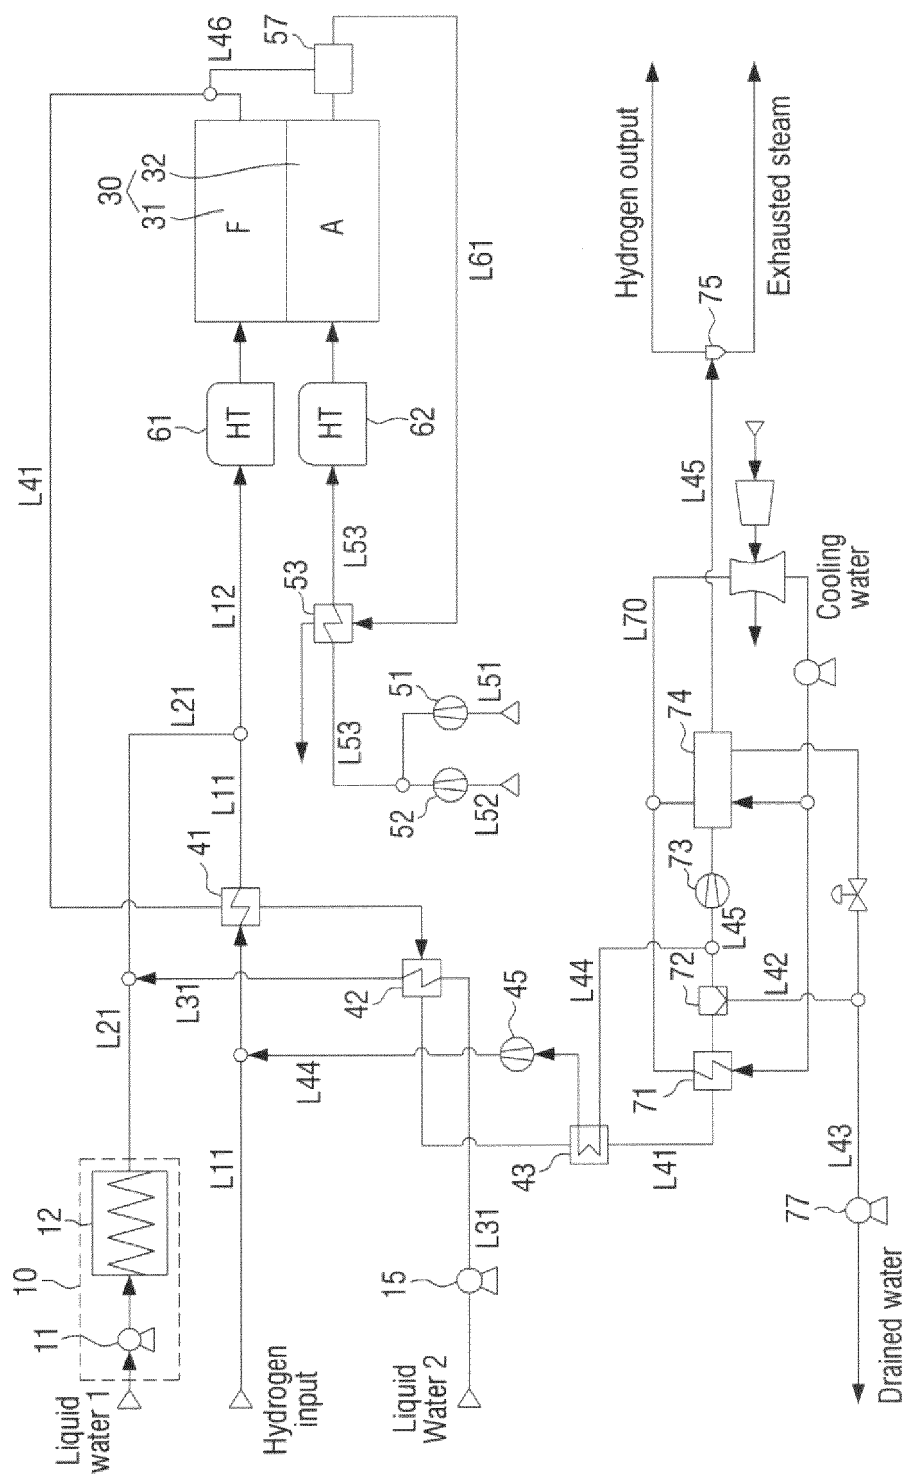 L41
10
11
12
Liquid
water 1
L21
30
31
32
61
L21
L31
41
L46
L11
L11
L12
HT
F
57
Hydrogen
input
53
L44
HT
A
L53
L53
42
52
51
62
Liquid
Water 2
15
L52
L51
L31
L61
45
43
L44
L70
Hydrogen output
71
L41
72
73
74
L45
L45
75
L42
Exhausted steam
77
Cooling
water
L43
Drained water